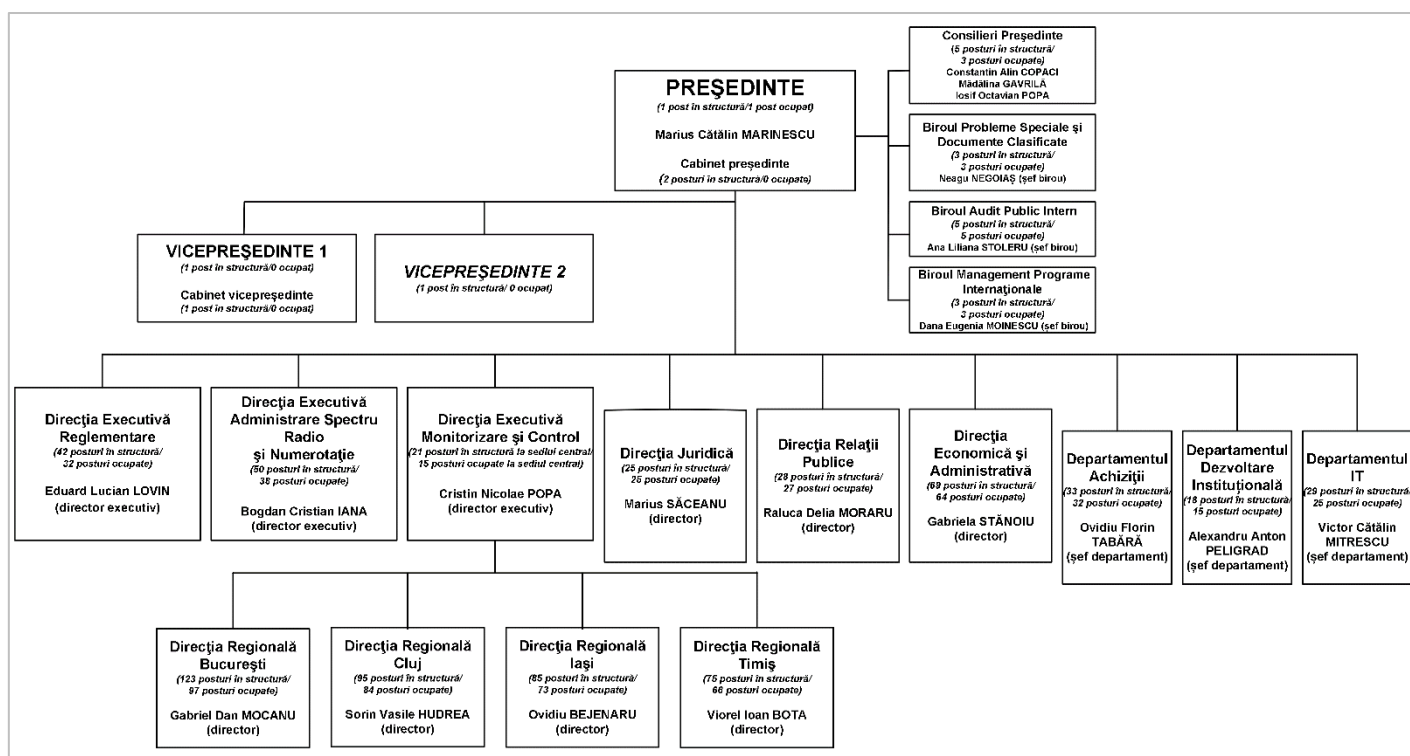 PREŞEDINTE
(1 post în structură/1 post ocupat)
Marius Cătălin MARINESCU
Cabinet preşedinte
(2 posturi în structură/0 ocupate)
Consilieri Preşedinte
(5 posturi în structură/
3 posturi ocupate)
Constantin Alin COPACI
Mădălina GAVRILĂ
Iosif Octavian POPA
Biroul Probleme Speciale şi
Documente Clasificate
(3 posturi în structură/
3 posturi ocupate)
Neagu NEGOIAŞ (şef birou)
Biroul Audit Public Intern
(5 posturi în structură/
5 posturi ocupate)
Ana Liliana STOLERU (şef birou)
Biroul Management Programe
Internaţionale
(3 posturi în structură/
3 posturi ocupate)
Dana Eugenia MOINESCU (şef birou)
VICEPREŞEDINTE 1
(1 post în structură/0 ocupat)
Cabinet vicepreşedinte
(1 post în structură/0 ocupat)
VICEPREŞEDINTE 2
(1 post în structură/ 0 ocupat)
Direcţia Executivă
Reglementare
(42 posturi în structură/
32 posturi ocupate)
Eduard Lucian LOVIN
(director executiv)
Direcţia Executivă
Administrare Spectru
Radio
şi Numerotaţie
(50 posturi în structură/
38 posturi ocupate)
Bogdan Cristian IANA
(director executiv)
Direcţia Executivă
Monitorizare şi Control
(21 posturi în structură la sediul central/
15 posturi ocupate la sediul central)
Cristin Nicolae POPA
(director executiv)
Direcţia Juridică
(25 posturi în structură/
25 posturi ocupate)
Marius SĂCEANU
(director)
Direcţia Relaţii
Publice
(28 posturi în structură/
27 posturi ocupate)
Raluca Delia MORARU
(director)
Direcţia
Economică
şi Administrativă
(69 posturi în structură/
64 posturi ocupate)
Gabriela STĂNOIU
(director)
Departamentul
Achiziţii
(33 posturi în structură/
32 posturi ocupate)
Ovidiu Florin
TABĂRĂ
(şef departament)
Departamentul
Dezvoltare
Instituţională
(18 posturi în structură/
15 posturi ocupate)
Alexandru Anton
PELIGRAD
(şef departament)
Departamentul
IT
(29 posturi în structură/
25 posturi ocupate)
Victor Cătălin
MITRESCU
(şef departament)
Direcţia Regională
Bucureşti
(123 posturi în structură/
97 posturi ocupate)
Gabriel Dan MOCANU
(director)
Direcţia Regională
Cluj
(95 posturi în structură/
84 posturi ocupate)
Sorin Vasile HUDREA
(director)
Direcţia Regională
Iaşi
(85 posturi în structură/
73 posturi ocupate)
Ovidiu BEJENARU
(director)
Direcţia Regională
Timiş
(75 posturi în structură/
66 posturi ocupate)
Viorel Ioan BOTA
(director)